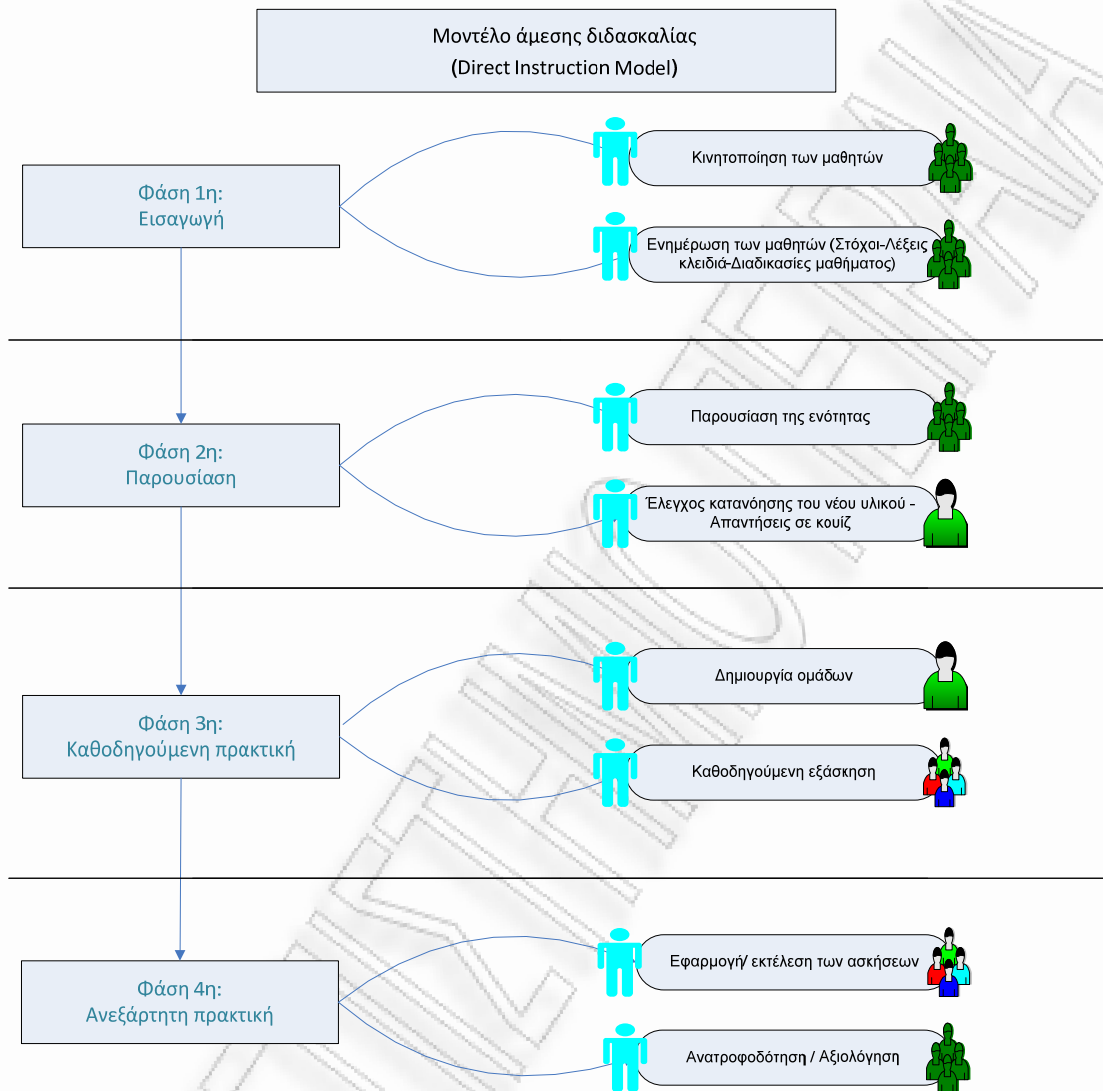 Μοντέλο άμεσης διδασκαλίας
(Direct Instruction Model)
Φάση 1η:
Εισαγωγή
Κινητοποίηση των μαθητών
Ενημέρωση των μαθητών (Στόχοι-Λέξεις
κλειδιά-Διαδικασίες μαθήματος)
Φάση 2η:
Παρουσίαση
Παρουσίαση της ενότητας
Έλεγχος κατανόησης του νέου υλικού -
Απαντήσεις σε κουίζ
Φάση 3η:
Καθοδηγούμενη πρακτική
Δημιουργία ομάδων
Καθοδηγούμενη εξάσκηση
Φάση 4η:
Ανεξάρτητη πρακτική
Εφαρμογή/ εκτέλεση των ασκήσεων
Ανατροφοδότηση / Αξιολόγηση